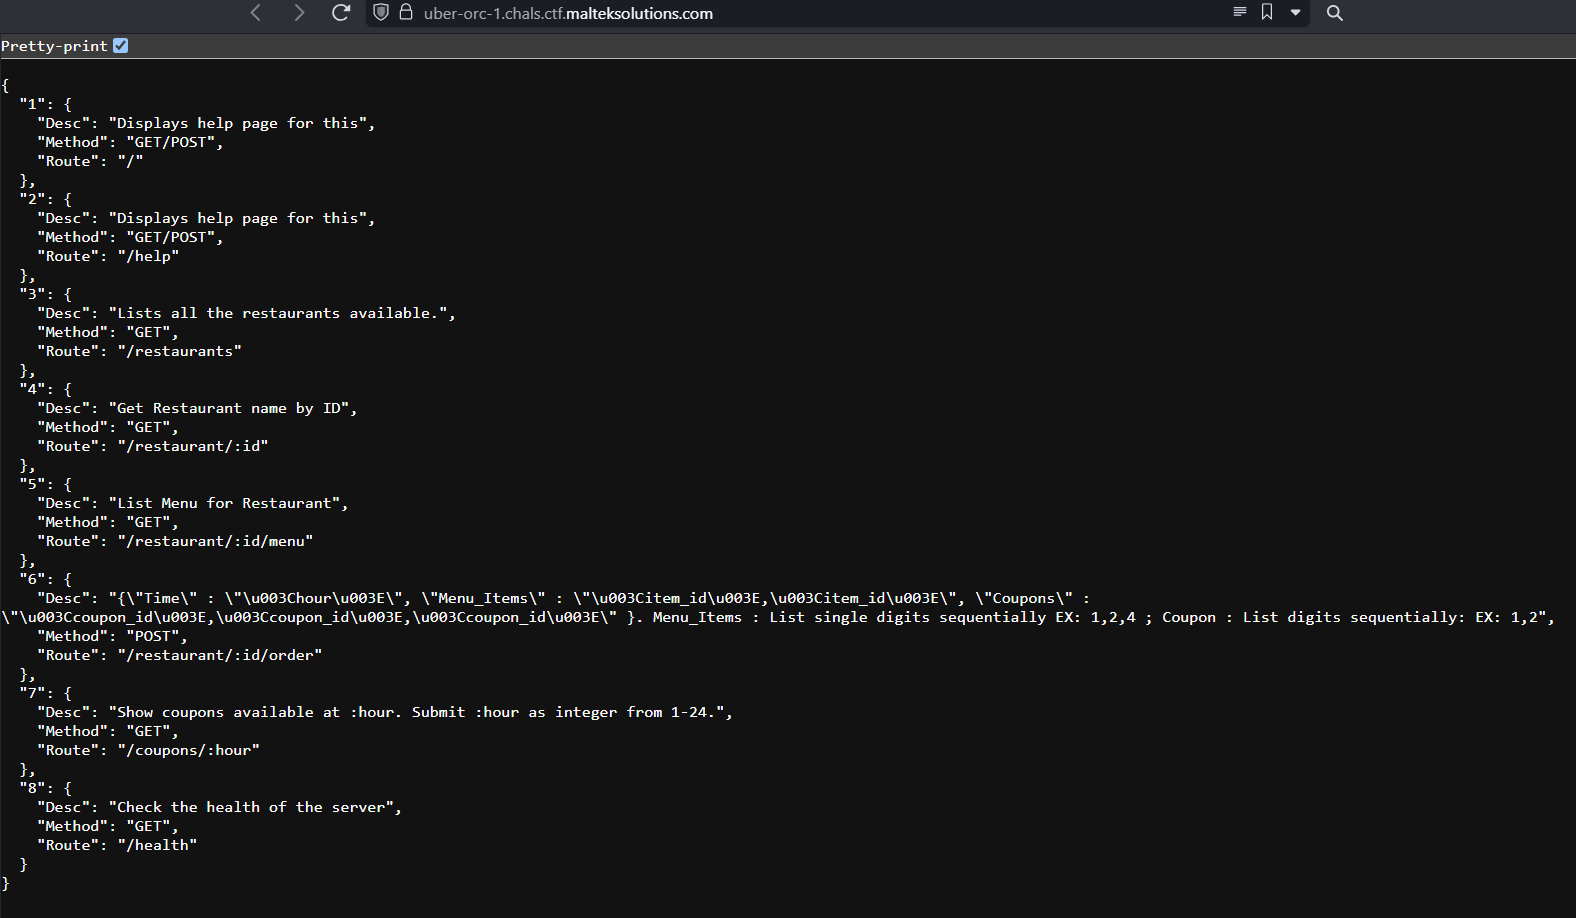 uber-orc-1.chals.ctf.malteksolutions.com
Pretty-print
{
  "1": {
    "Desc": "Displays help page for this",
    "Method": "GET/POST",
    "Route": "/"
  },
  "2": {
    "Desc": "Displays help page for this",
    "Method": "GET/POST",
    "Route": "/help"
  },
  "3": {
    "Desc": "Lists all the restaurants available.",
    "Method": "GET",
    "Route": "/restaurants"
  },
  "4": {
    "Desc": "Get Restaurant name by ID",
    "Method": "GET",
    "Route": "/restaurant/:id"
  },
  "5": {
    "Desc": "List Menu for Restaurant",
    "Method": "GET",
    "Route": "/restaurant/:id/menu"
  },
  "6": {
    "Desc": "{\"Time\" : \"\u003Chour\u003E\", \"Menu_Items\" : \"\u003Citem_id\u003E,\u003Citem_id\u003E\", \"Coupons\" :
\"\u003Ccoupon_id\u003E,\u003Ccoupon_id\u003E,\u003Ccoupon_id\u003E\" }. Menu_Items : List single digits sequentially EX: 1,2,4 ; Coupon : List digits sequentially: EX: 1,2",
    "Method": "POST",
    "Route": "/restaurant/:id/order"
  },
  "7": {
    "Desc": "Show coupons available at :hour. Submit :hour as integer from 1-24.",
    "Method": "GET",
    "Route": "/coupons/:hour"
  },
  "8": {
    "Desc": "Check the health of the server",
    "Method": "GET",
    "Route": "/health"
  }
}